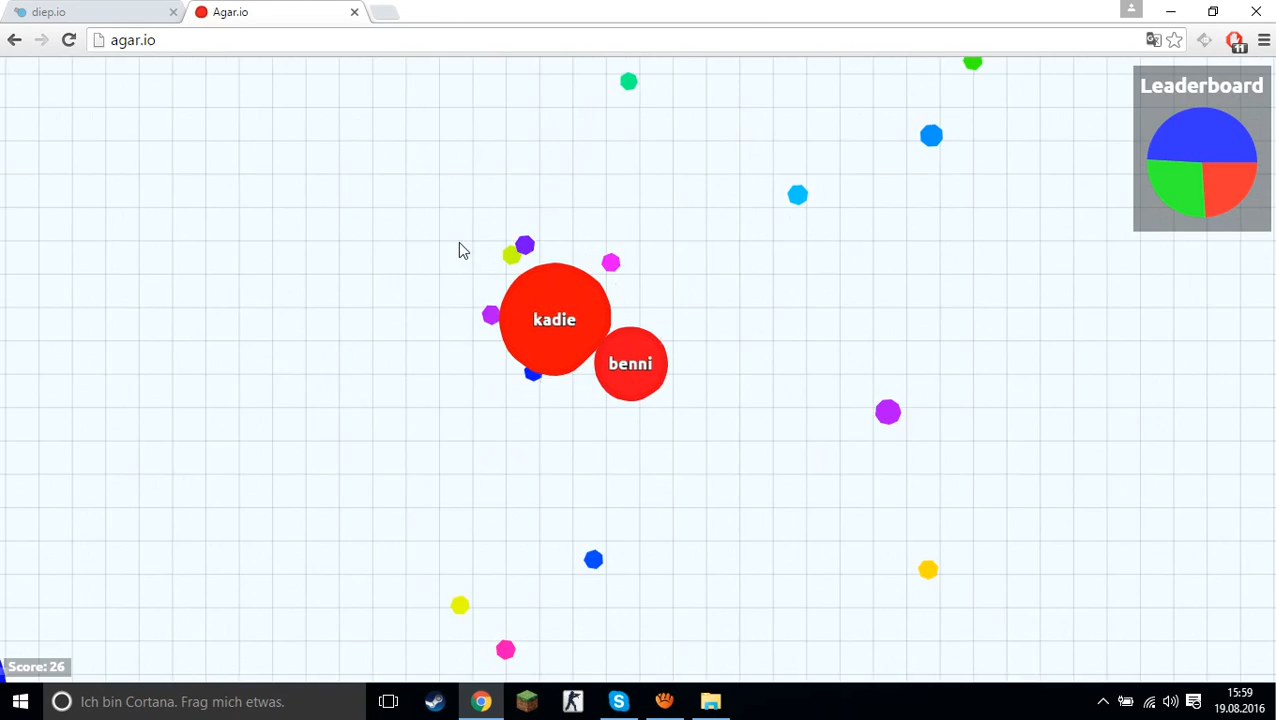 diep.io
Agar.io
agar.io
11
Leaderboard
kadie
benni
Score: 26
Ich bin Cortana. Frag mich etwas.
15:59
19.08.2016